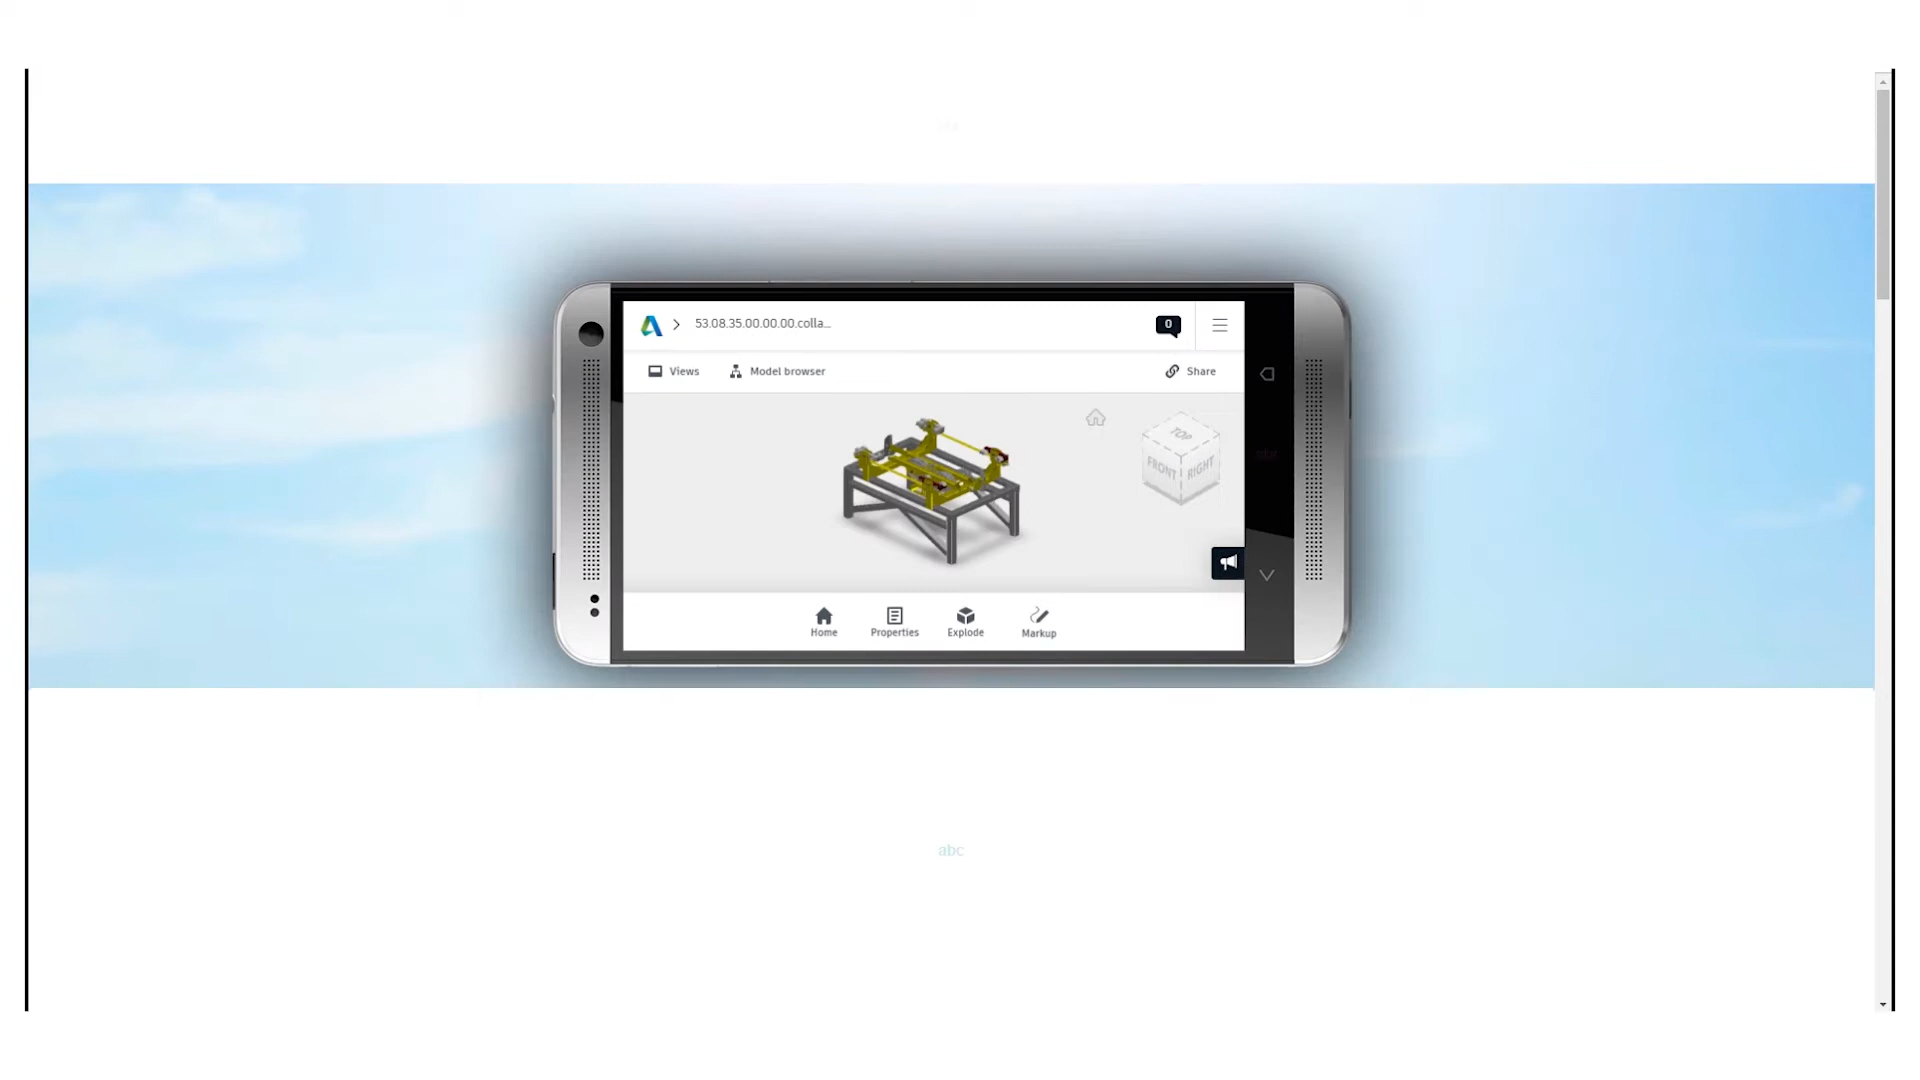 53.08.35.00.00.00.colla...
0
Views
Model browser
Share
TOP
FRONT
RIGHT
Home
Properties
Explode
Markup
abc